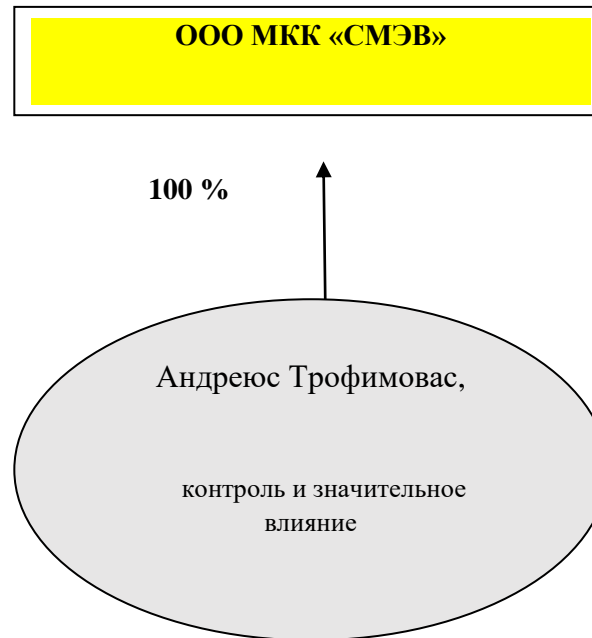 ООО МКК «СМЭВ»
100 %
Андреюс Трофимовас,
контроль и значительное
влияние